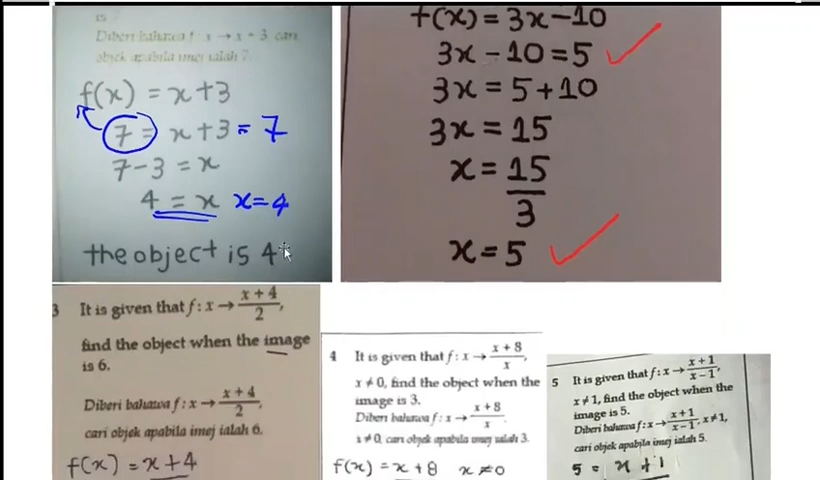 is
Diberi bahawa f : x → x + 3 cari
objek apabila imej ialah 7.
f(x) = x+3
7 = x+3 = 7
7-3 = x
4 = x x=4
the object is 4
f(x) = 3x-10
3x - 10 = 5
3x = 5+10
3x = 15
x = 15
3
x = 5
3 It is given that f : x → x + 4
2 ,
find the object when the image
is 6.
Diberi bahawa f : x → x + 4
2 ,
cari objek apabila imej ialah 6.
f(x) = x+4
4 It is given that f : x → x + 8
x ,
x ≠ 0, find the object when the
image is 3.
Diberi bahawa f : x → x + 8
x ,
x ≠ 0, cari objek apabila imej ialah 3.
f(x) = x + 8 x ≠ 0
5 It is given that f : x → x + 1
x − 1 ,
x ≠ 1, find the object when the
image is 5.
Diberi bahawa f : x → x + 1
x − 1 , x ≠ 1,
cari objek apabila imej ialah 5.
5 = x + 1